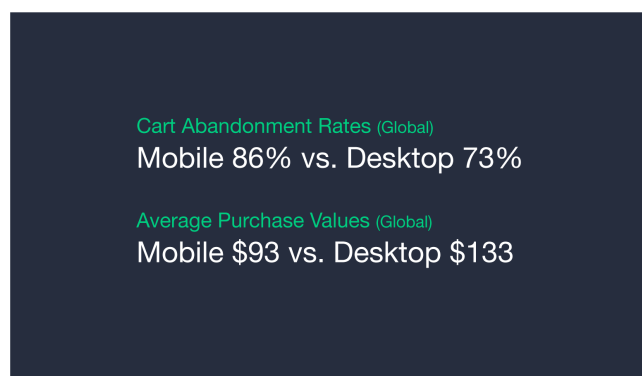 Cart Abandonment Rates (Global)
Mobile 86% vs. Desktop 73%
Average Purchase Values (Global)
Mobile $93 vs. Desktop $133